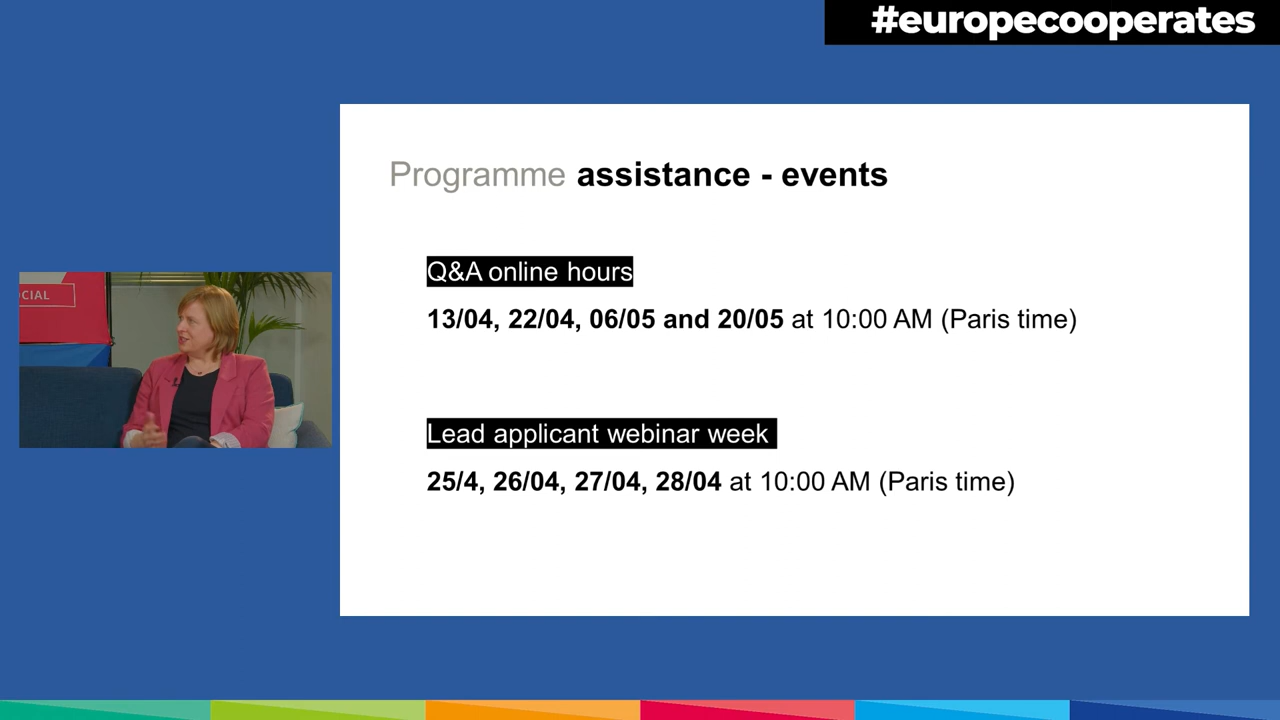 #europecooperates
Programme assistance - events
Q&A online hours
13/04, 22/04, 06/05 and 20/05 at 10:00 AM (Paris time)
CIAL
Lead applicant webinar week
25/4, 26/04, 27/04, 28/04 at 10:00 AM (Paris time)